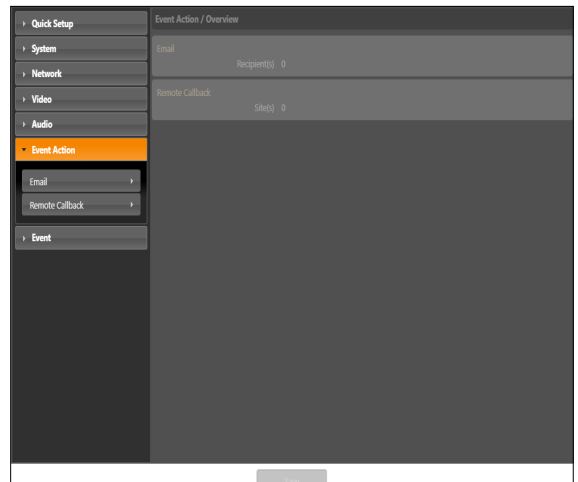 Quick Setup
System
Network
Video
Audio
Event Action
Email
Remote Callback
Event
Event Action / Overview
Email
Recipient(s) 0
Remote Callback
Site(s) 0